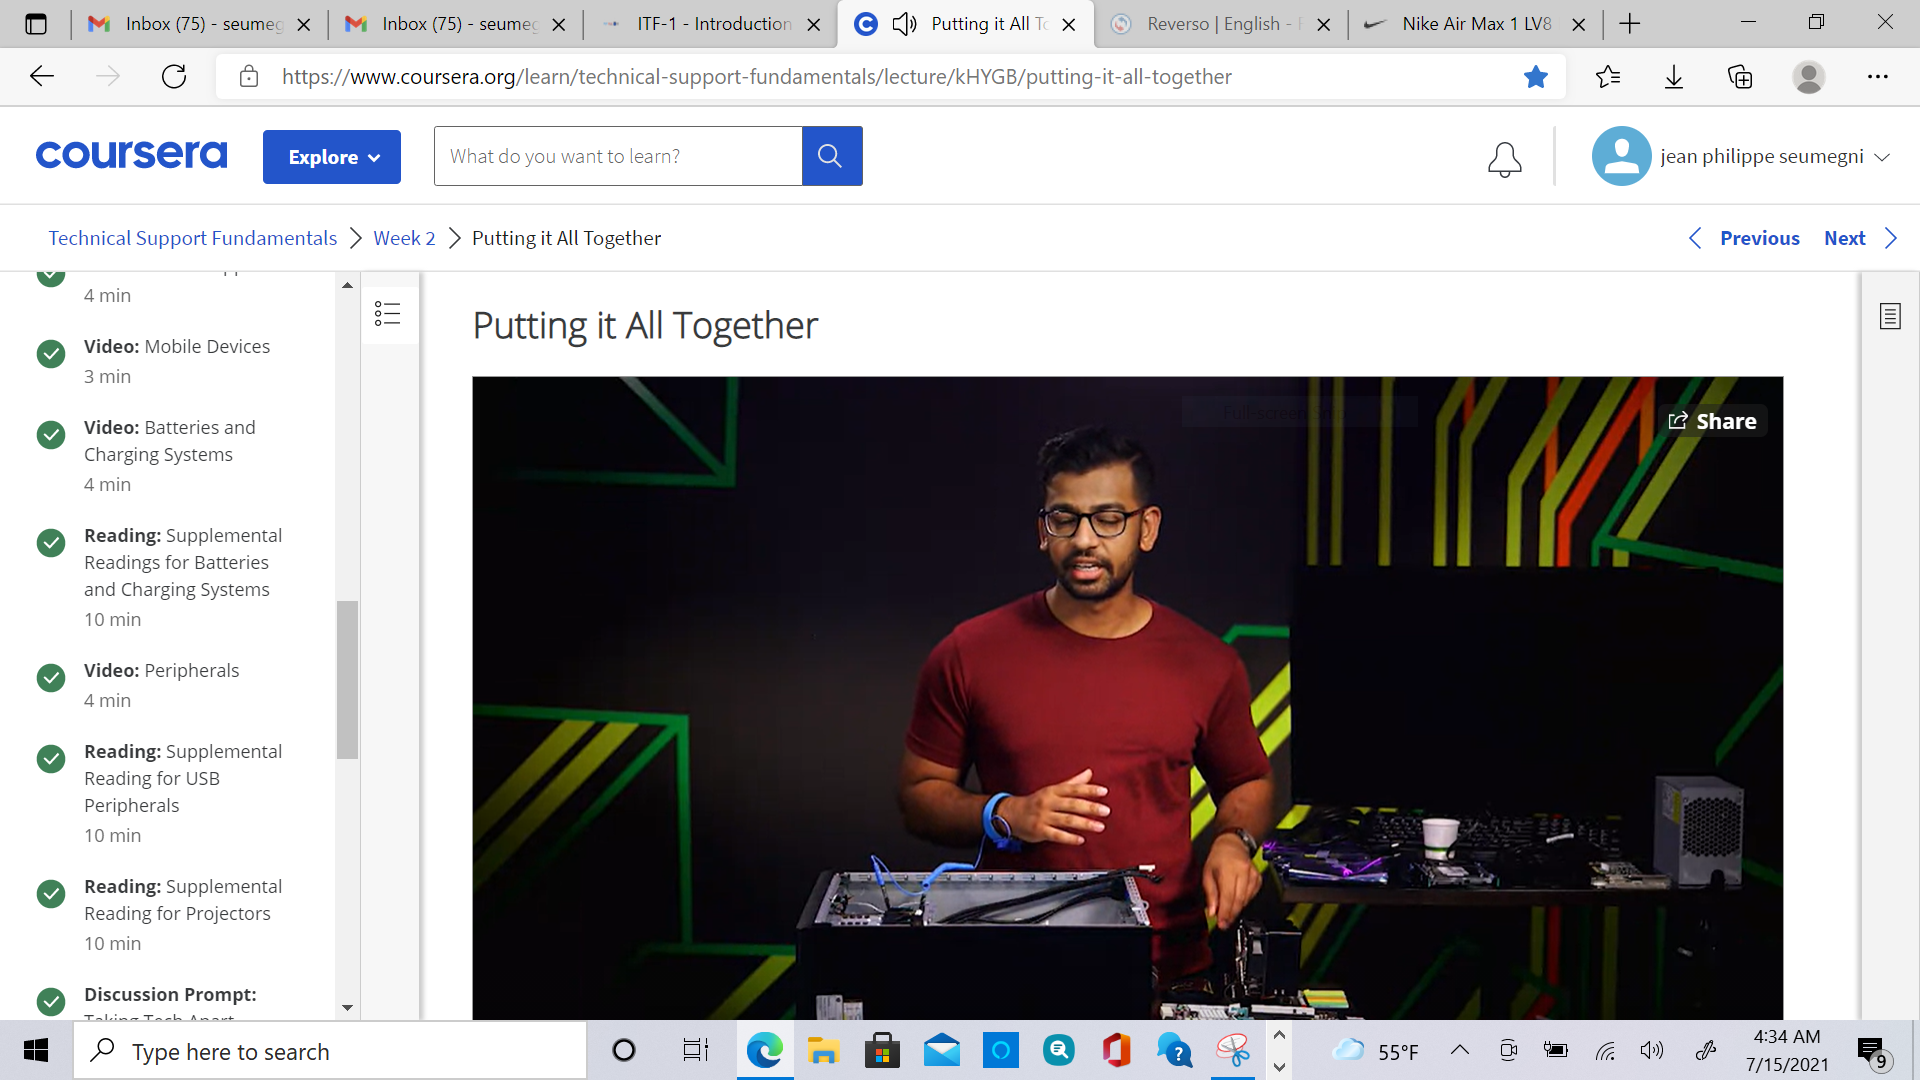 Inbox (75) - seumeg
Inbox (75) - seumeg
ITF-1 - Introduction
Putting it All To
Reverso | English -
Nike Air Max 1 LV8
https://www.coursera.org/learn/technical-support-fundamentals/lecture/kHYGB/putting-it-all-together
coursera
Explore
What do you want to learn?
jean philippe seumegni
Technical Support Fundamentals
Week 2
Putting it All Together
Previous
Next
4 min
Video: Mobile Devices
3 min
Video: Batteries and
Charging Systems
4 min
Reading: Supplemental
Readings for Batteries
and Charging Systems
10 min
Video: Peripherals
4 min
Reading: Supplemental
Reading for USB
Peripherals
10 min
Reading: Supplemental
Reading for Projectors
10 min
Discussion Prompt:
Taking Tech Apart
Putting it All Together
Share
Type here to search
55°F
4:34 AM
7/15/2021
9